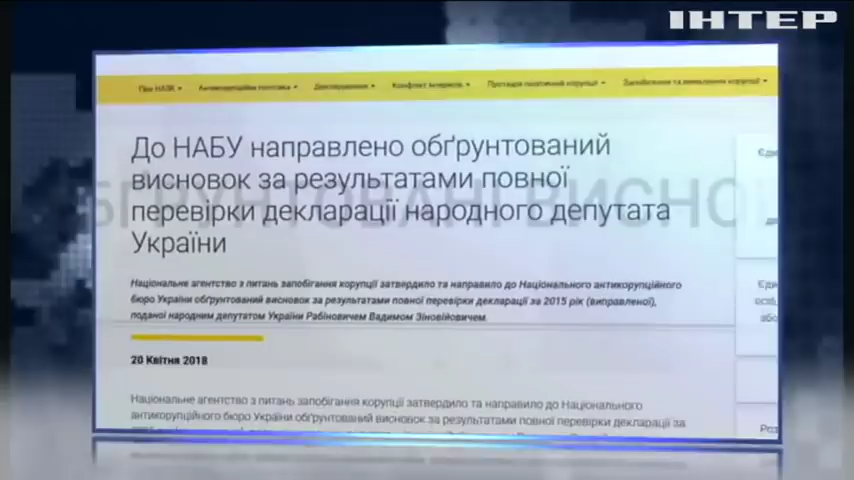 ІНТЕР
Про НАЗК Антикорупційна політика Декларування Конфлікт інтересів Протидія політичній корупції Запобігання та виявлення корупції
До НАБУ направлено обґрунтований
висновок за результатами повної
перевірки декларації народного депутата
України
Національне агентство з питань запобігання корупції затвердило та направило до Національного антикорупційного
бюро України обґрунтований висновок за результатами повної перевірки декларації за 2015 рік (виправленої),
поданої народним депутатом України Рабіновичем Вадимом Зіновійовичем.
20 Квітня 2018
Національне агентство з питань запобігання корупції затвердило та направило до Національного
антикорупційного бюро України обґрунтований висновок за результатами повної перевірки декларації за